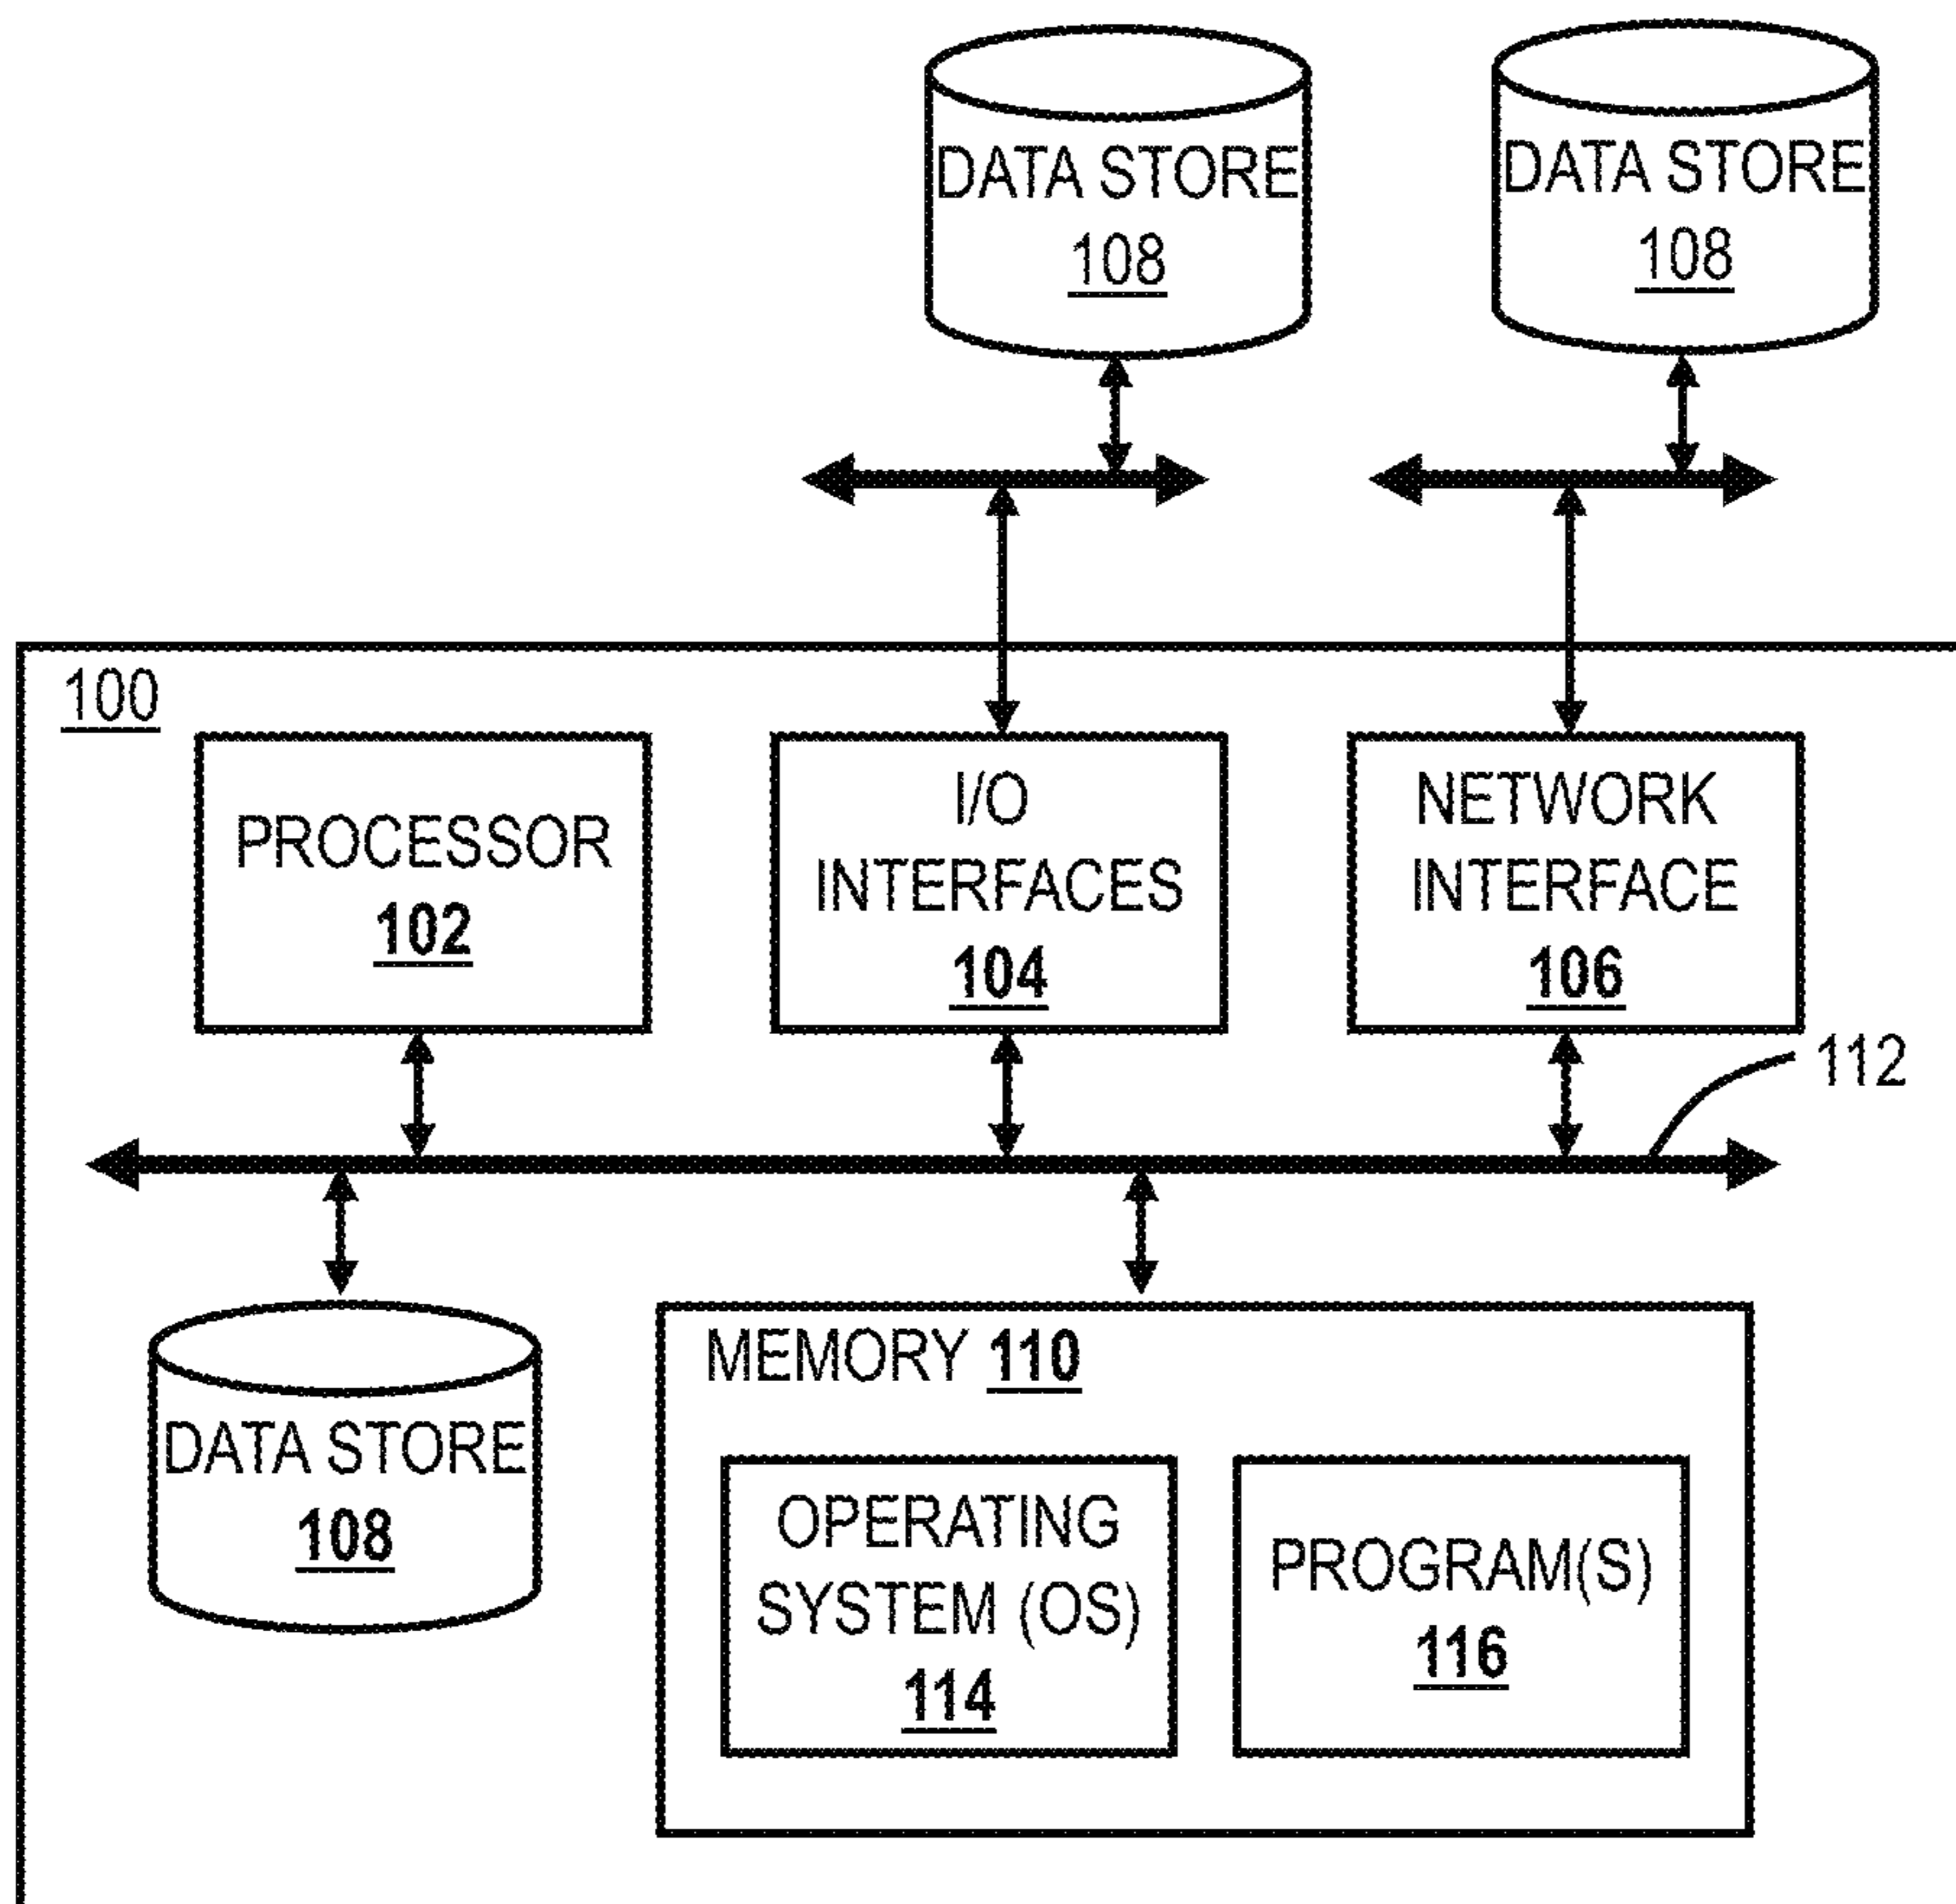 DATA STORE
108
DATA STORE
108
100
PROCESSOR
102
I/O
INTERFACES
104
NETWORK
INTERFACE
106
112
DATA STORE
108
MEMORY 110
OPERATING
SYSTEM (OS)
114
PROGRAM(S)
116